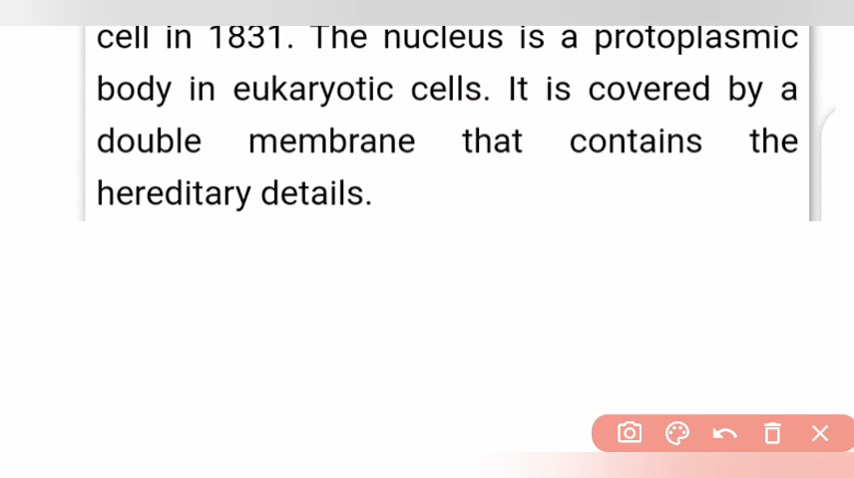 cell in 1831. The nucleus is a protoplasmic
body in eukaryotic cells. It is covered by a
double membrane that contains the
hereditary details.